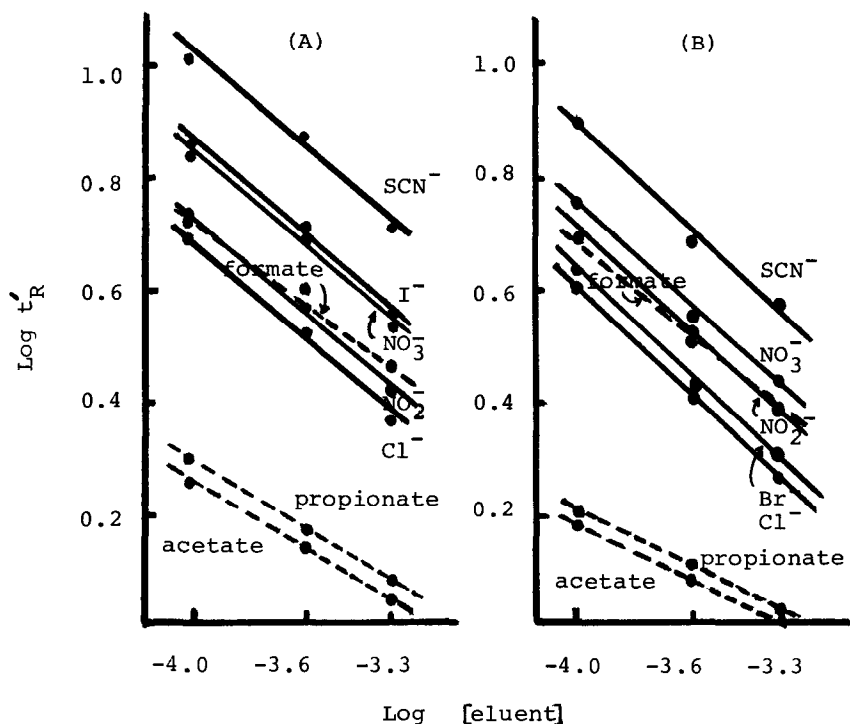 (A)
(B)
1.0
0.8
0.6
0.4
0.2
Log t′R
SCN⁻
formate
I⁻
NO₃⁻
NO₂⁻
Cl⁻
propionate
acetate
-4.0 -3.6 -3.3
1.0
0.8
0.6
0.4
0.2
SCN⁻
formate
NO₃⁻
NO₂⁻
Br⁻
Cl⁻
propionate
acetate
-4.0 -3.6 -3.3
Log [eluent]